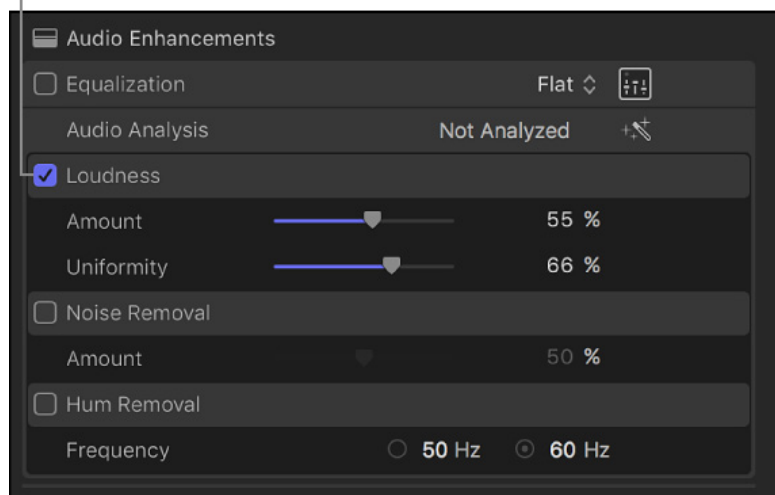 Audio Enhancements
Equalization Flat
Audio Analysis Not Analyzed
Loudness
Amount 55 %
Uniformity 66 %
Noise Removal
Amount 50 %
Hum Removal
Frequency 50 Hz 60 Hz